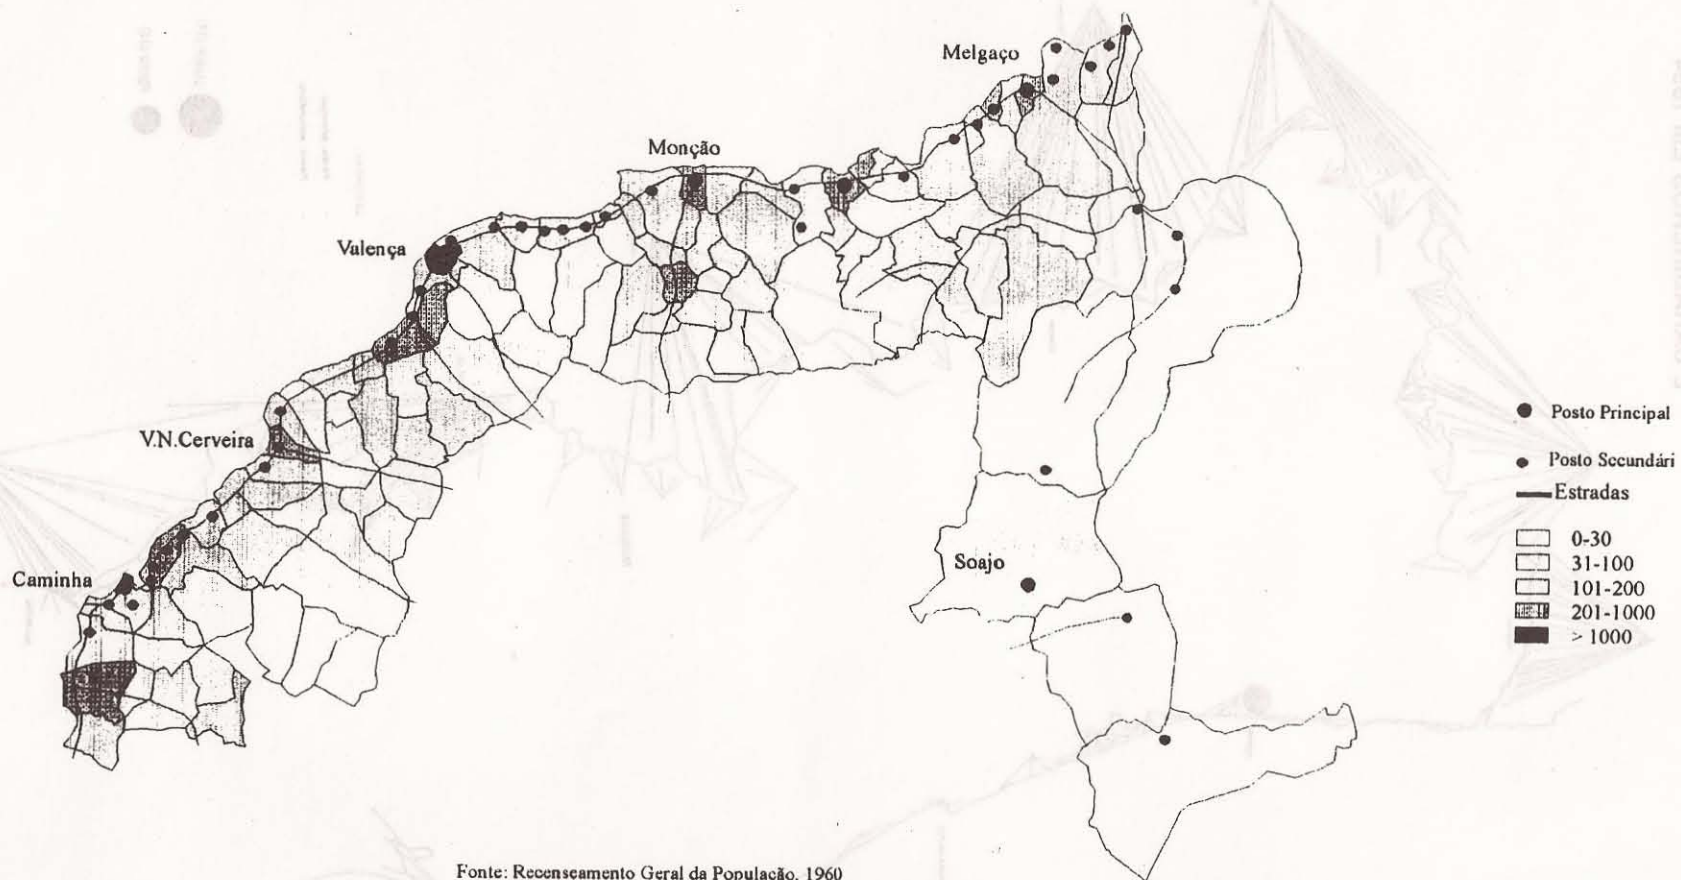 Melgaço
Monção
Valença
V.N.Cerveira
Caminha
Soajo
Posto Principal
Posto Secundári
Estradas
0-30
31-100
101-200
201-1000
> 1000
Fonte: Recenseamento Geral da População, 1960